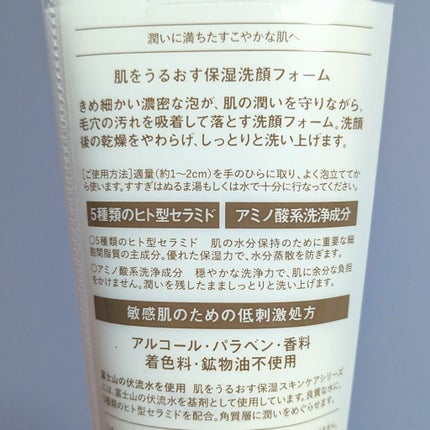 潤いに満ちたすこやかな肌へ
肌をうるおす保湿洗顔フォーム
きめ細かい濃密な泡が、肌の潤いを守りながら、
毛穴の汚れを吸着して落とす洗顔フォーム。洗顔
後の乾燥をやわらげ、しっとりと洗い上げます。
[ご使用方法]適量(約1〜2cm)を手のひらに取り、よく泡立ててか
ら使います。すすぎはぬるま湯もしくは水で十分に行なってください。
5種類のヒト型セラミド アミノ酸系洗浄成分
○5種類のヒト型セラミド 肌の水分保持のために重要な細
胞間脂質の主成分。優れた保湿力で、水分蒸散を防ぎます。
○アミノ酸系洗浄成分 穏やかな洗浄力で、肌に余分な負担
をかけません。潤いを残したまましっとりと洗い上げます。
敏感肌のための低刺激処方
アルコール・パラベン・香料
着色料・鉱物油不使用
富士山の伏流水を使用 肌をうるおす保湿スキンケアシリーズ
には、富士山の伏流水を基剤として使用しています。良質な水に、
5種類のヒト型セラミドを配合。角質層に潤いをめぐらせます。